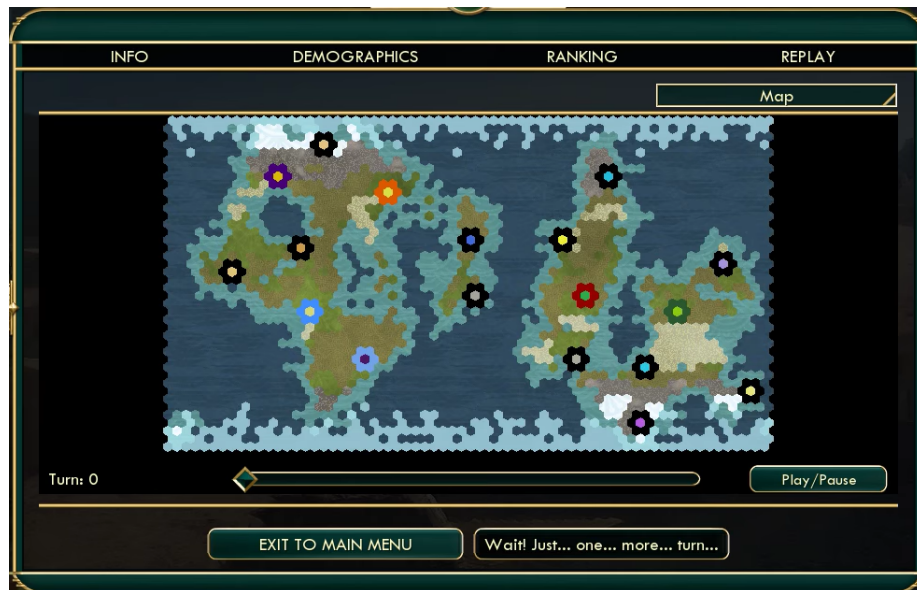 INFO DEMOGRAPHICS RANKING REPLAY
Map
Turn: 0 Play/Pause
EXIT TO MAIN MENU Wait! Just... one... more... turn...